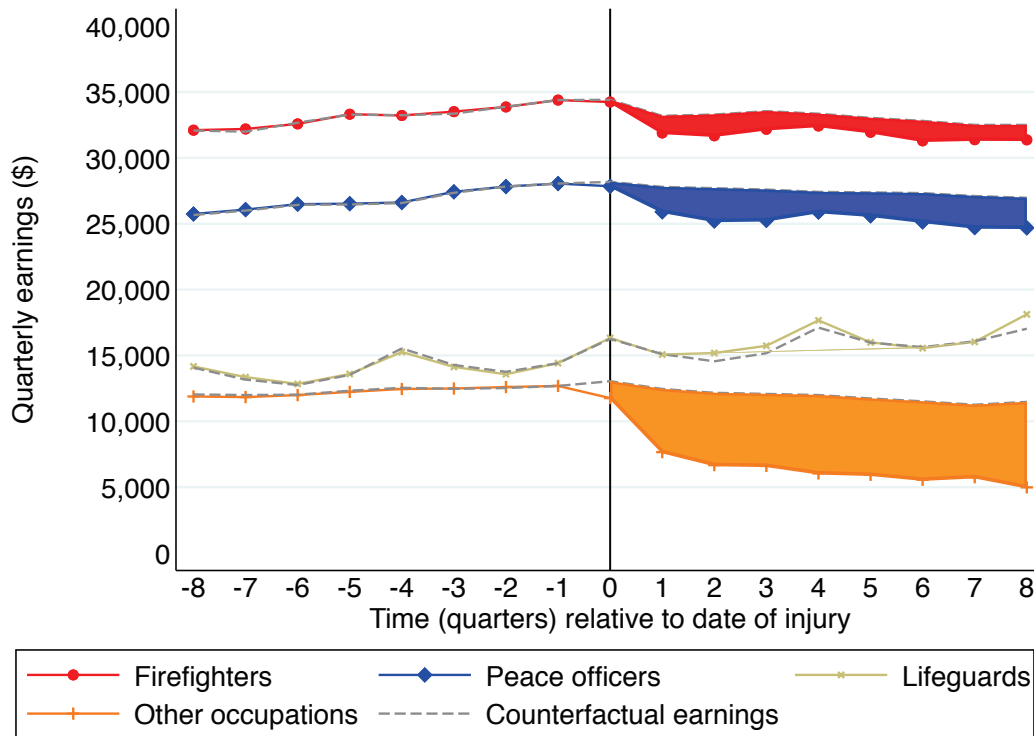 40,000
35,000
30,000
25,000
20,000
15,000
10,000
5,000
0
Quarterly earnings ($)
-8 -7 -6 -5 -4 -3 -2 -1 0 1 2 3 4 5 6 7 8
Time (quarters) relative to date of injury
Firefighters Peace officers Lifeguards
Other occupations Counterfactual earnings